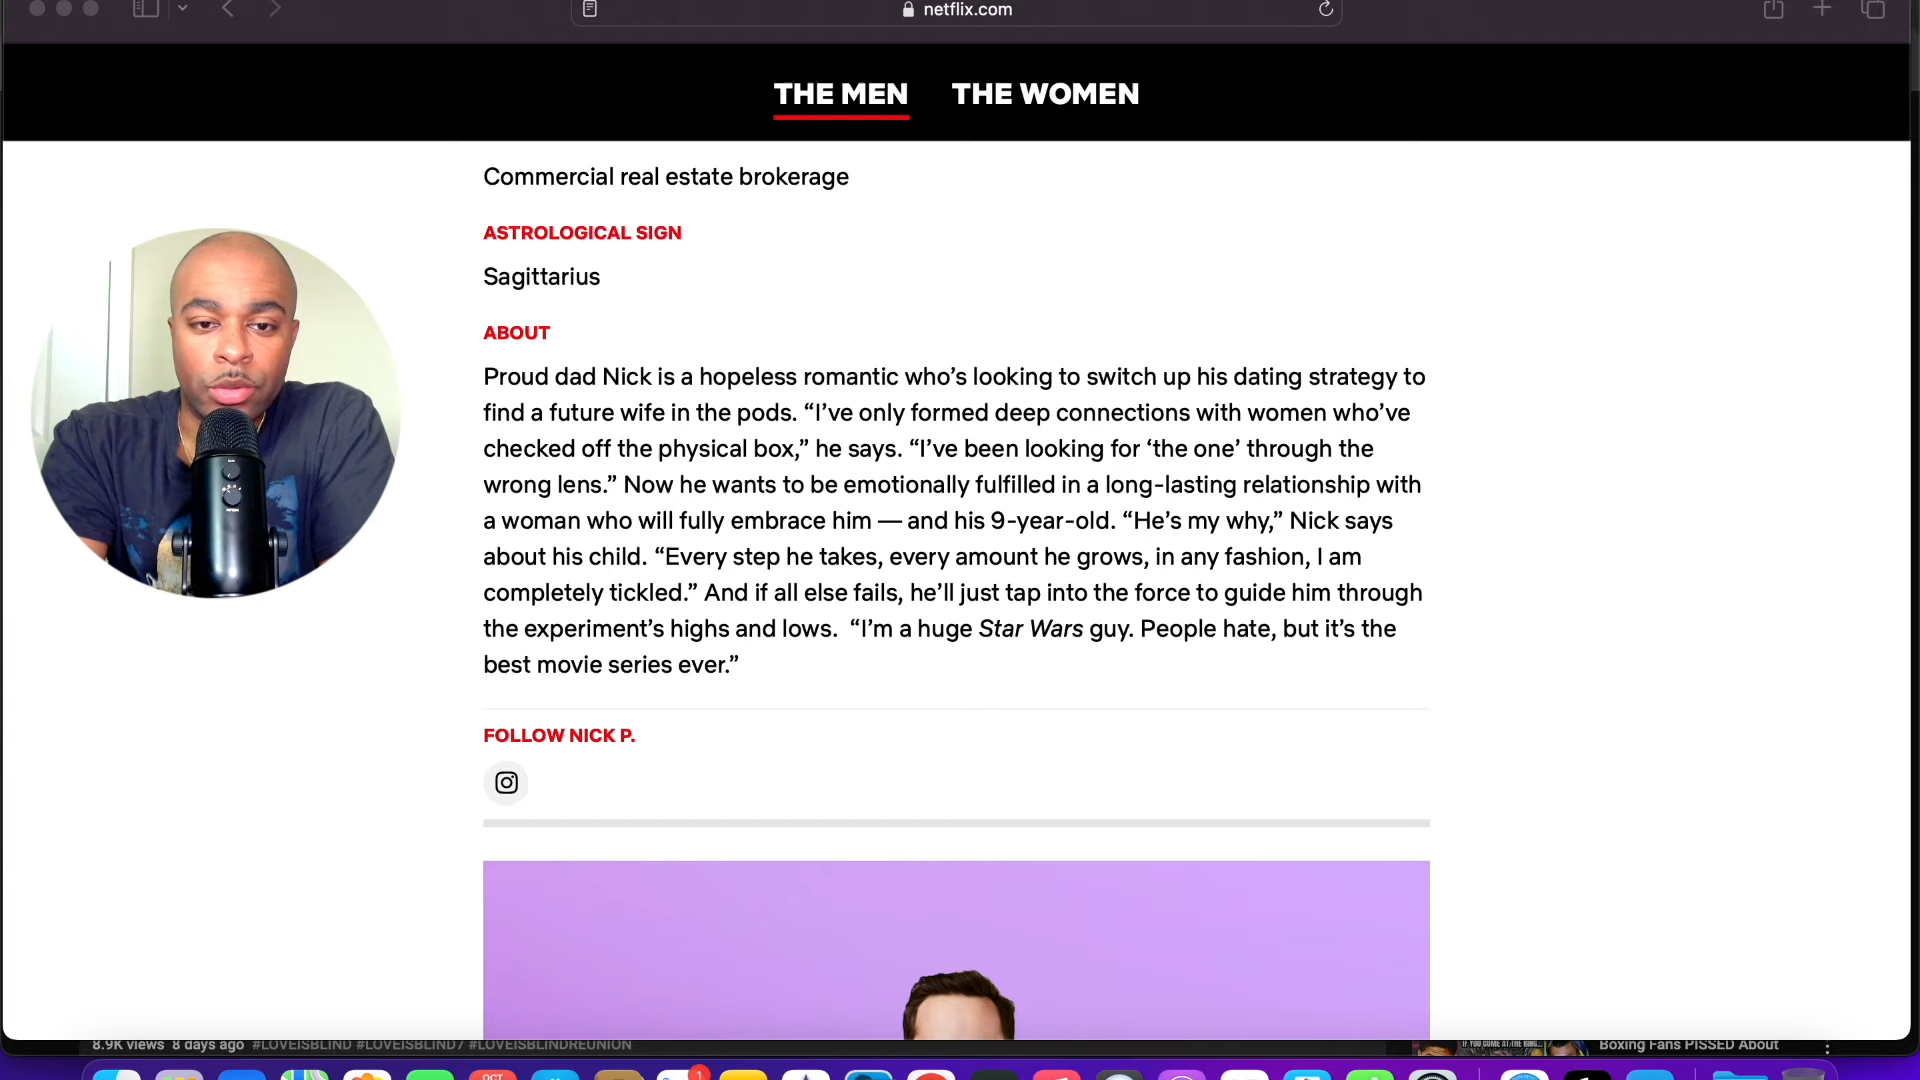 netflix.com
THE MEN THE WOMEN
Commercial real estate brokerage
ASTROLOGICAL SIGN
Sagittarius
ABOUT
Proud dad Nick is a hopeless romantic who’s looking to switch up his dating strategy to
find a future wife in the pods. “I’ve only formed deep connections with women who’ve
checked off the physical box,” he says. “I’ve been looking for ‘the one’ through the
wrong lens.” Now he wants to be emotionally fulfilled in a long-lasting relationship with
a woman who will fully embrace him — and his 9-year-old. “He’s my why,” Nick says
about his child. “Every step he takes, every amount he grows, in any fashion, I am
completely tickled.” And if all else fails, he’ll just tap into the force to guide him through
the experiment’s highs and lows.  “I’m a huge Star Wars guy. People hate, but it’s the
best movie series ever.”
FOLLOW NICK P.
8.9K views 8 days ago #LOVEISBLIND #LOVEISBLIND7 #LOVEISBLINDREUNION
IF YOU COME AT THE KING...
Boxing Fans PISSED About
OCT
1